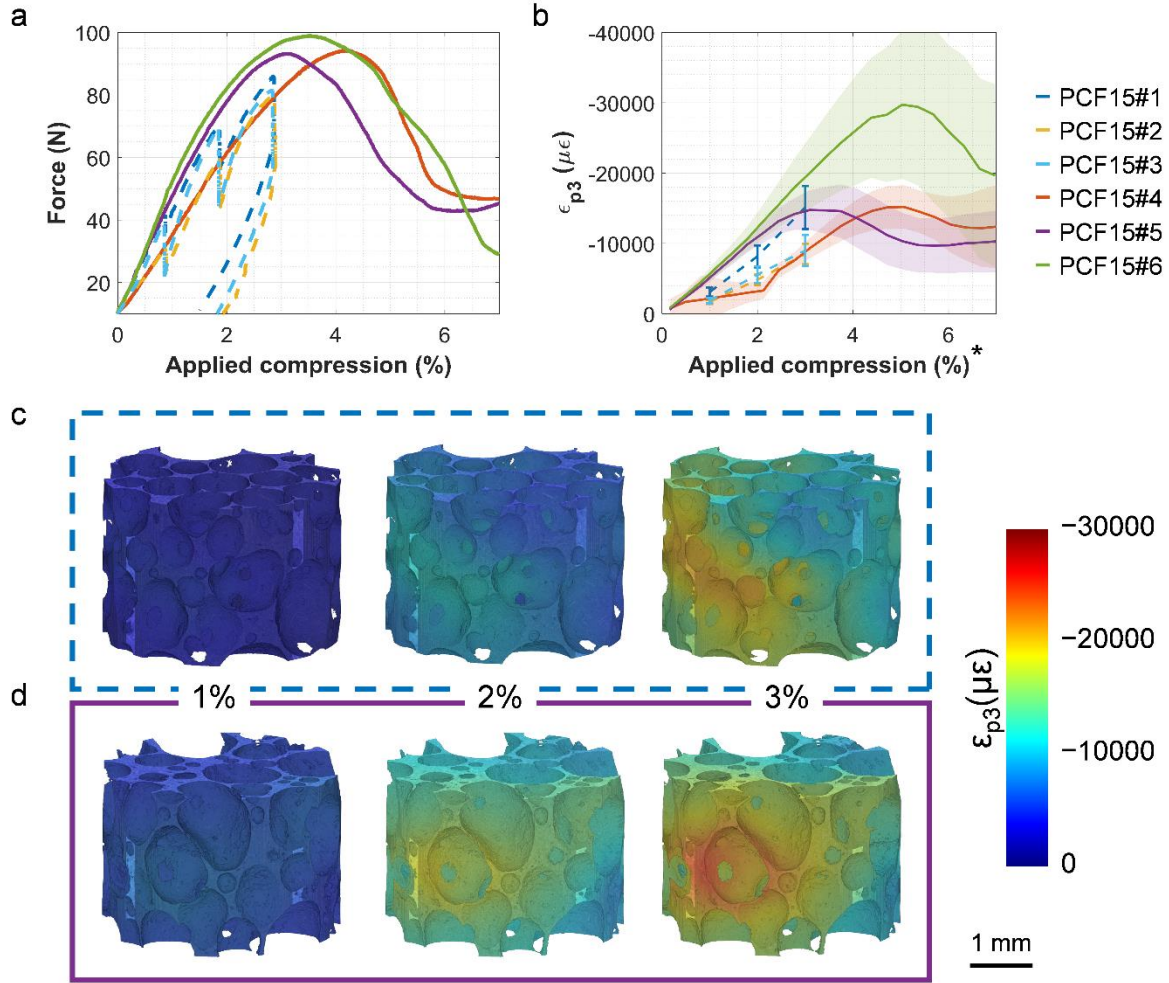 a
100
80
60
40
20
Force (N)
0 2 4 6
Applied compression (%)
b
-40000
-30000
-20000
-10000
0
ϵp3 (μϵ)
0 2 4 6
Applied compression (%)*
PCF15#1
PCF15#2
PCF15#3
PCF15#4
PCF15#5
PCF15#6
c
1% 2% 3%
d
−30000
−20000
−10000
0
εp3(με)
1 mm